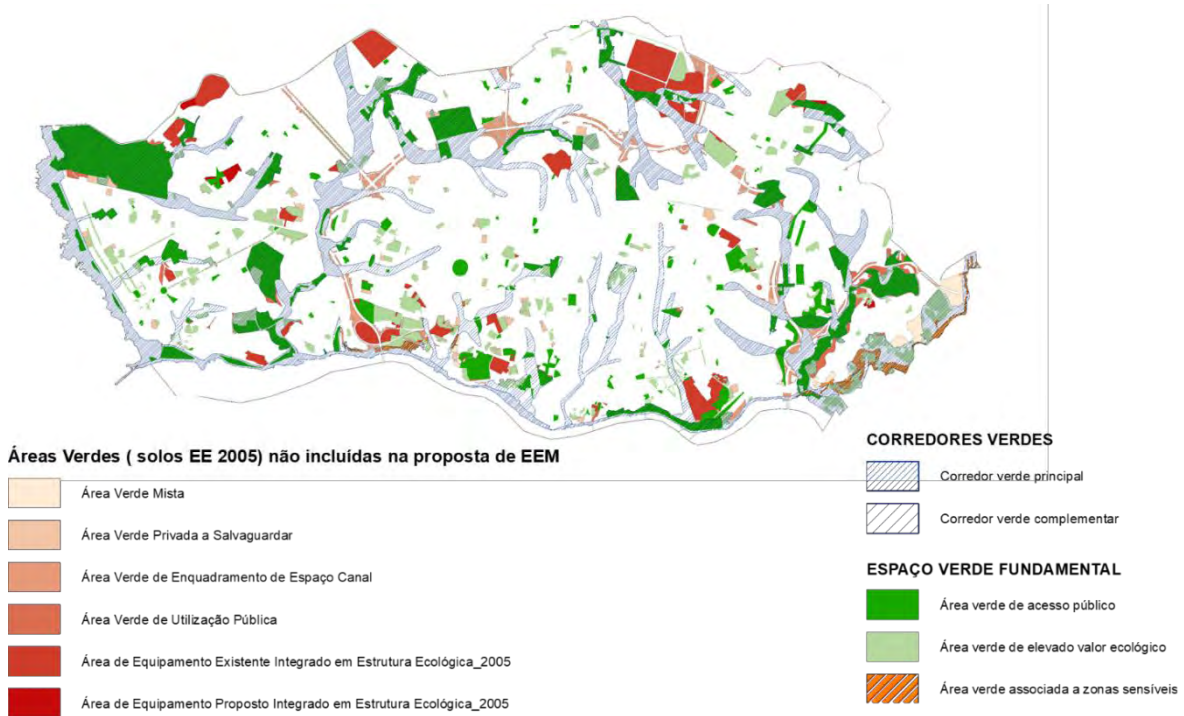 Áreas Verdes ( solos EE 2005) não incluídas na proposta de EEM
Área Verde Mista
Área Verde Privada a Salvaguardar
Área Verde de Enquadramento de Espaço Canal
Área Verde de Utilização Pública
Área de Equipamento Existente Integrado em Estrutura Ecológica_2005
Área de Equipamento Proposto Integrado em Estrutura Ecológica_2005
CORREDORES VERDES
Corredor verde principal
Corredor verde complementar
ESPAÇO VERDE FUNDAMENTAL
Área verde de acesso público
Área verde de elevado valor ecológico
Área verde associada a zonas sensíveis